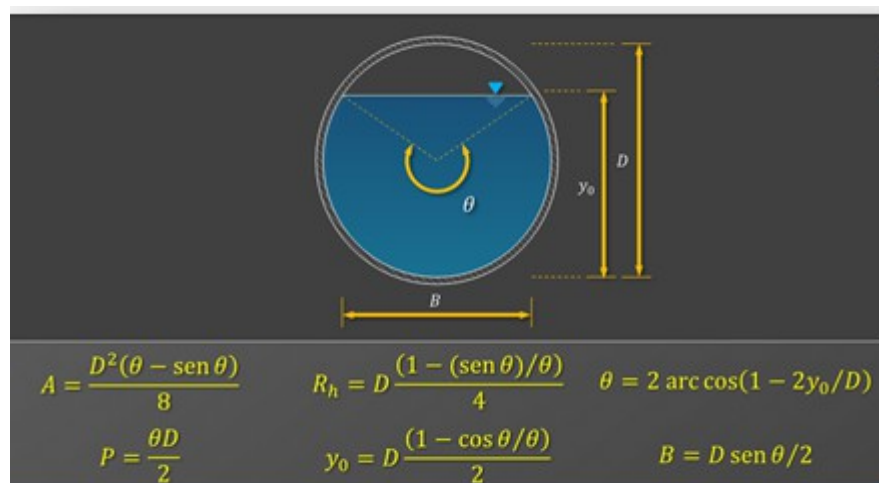 D
y₀
θ
B
A = D²(θ − sen θ) / 8
R_h = D (1 − (sen θ)/θ) / 4
θ = 2 arc cos(1 − 2y₀/D)
P = θD / 2
y₀ = D (1 − cos θ/θ) / 2
B = D sen θ/2